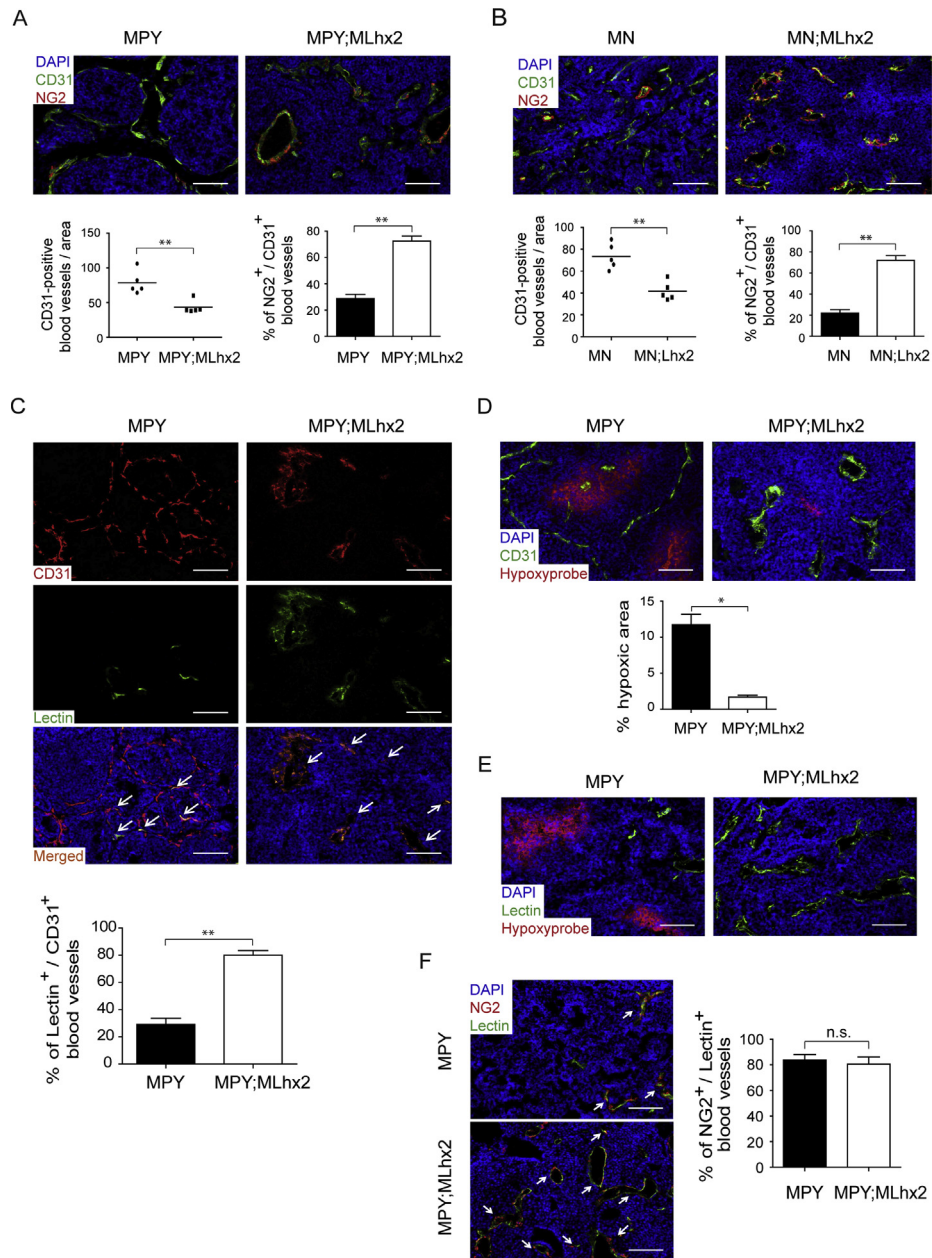 A
MPY
MPY;MLhx2
DAPI
CD31
NG2
CD31-positive
blood vessels / area
150
100
50
0
**
MPY
MPY;MLhx2
% of NG2+ / CD31+
blood vessels
80
60
40
20
0
**
MPY
MPY;MLhx2
B
MN
MN;MLhx2
DAPI
CD31
NG2
CD31-positive
blood vessels / area
100
80
60
40
20
0
**
MN
MN;Lhx2
% of NG2+ / CD31+
blood vessels
100
80
60
40
20
0
**
MN
MN;Lhx2
C
MPY
MPY;MLhx2
CD31
Lectin
Merged
% of Lectin+ / CD31+
blood vessels
100
80
60
40
20
0
**
MPY
MPY;MLhx2
D
MPY
MPY;MLhx2
DAPI
CD31
Hypoxyprobe
% hypoxic area
15
10
5
0
*
MPY
MPY;MLhx2
E
MPY
MPY;MLhx2
DAPI
Lectin
Hypoxyprobe
F
DAPI
NG2
Lectin
MPY
MPY;MLhx2
% of NG2+ / Lectin+
blood vessels
100
80
60
40
20
0
n.s.
MPY
MPY;MLhx2